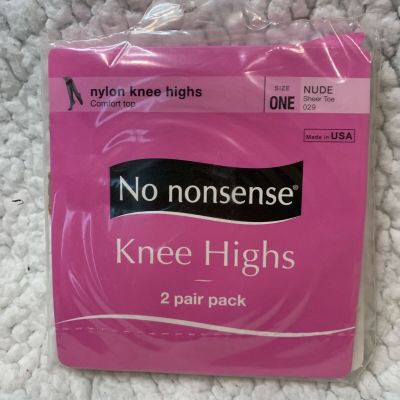 nylon knee highs
Comfort top
SIZE
ONE
NUDE
Sheer Toe
029
Made in USA
No nonsense®
Knee Highs
2 pair pack